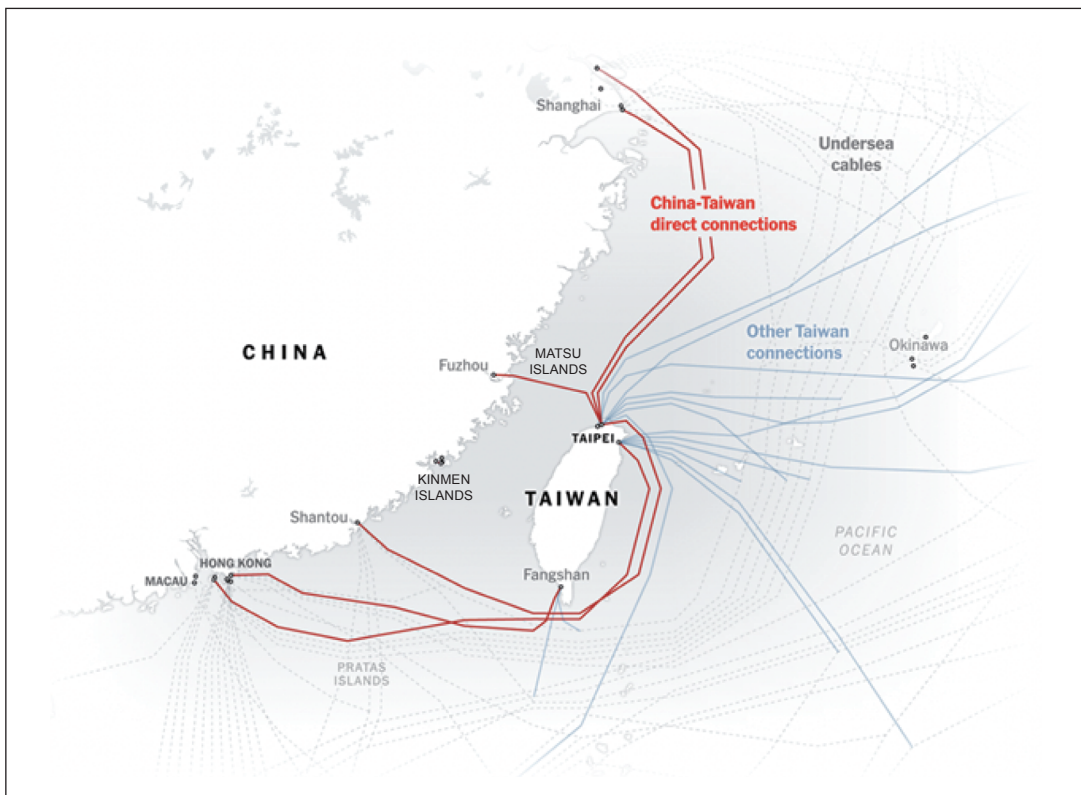 Shanghai
Undersea
cables
China-Taiwan
direct connections
Other Taiwan
connections
Okinawa
CHINA
MATSU
ISLANDS
Fuzhou
TAIPEI
KINMEN
ISLANDS
TAIWAN
Shantou
PACIFIC
OCEAN
HONG KONG
MACAU
Fangshan
PRATAS
ISLANDS